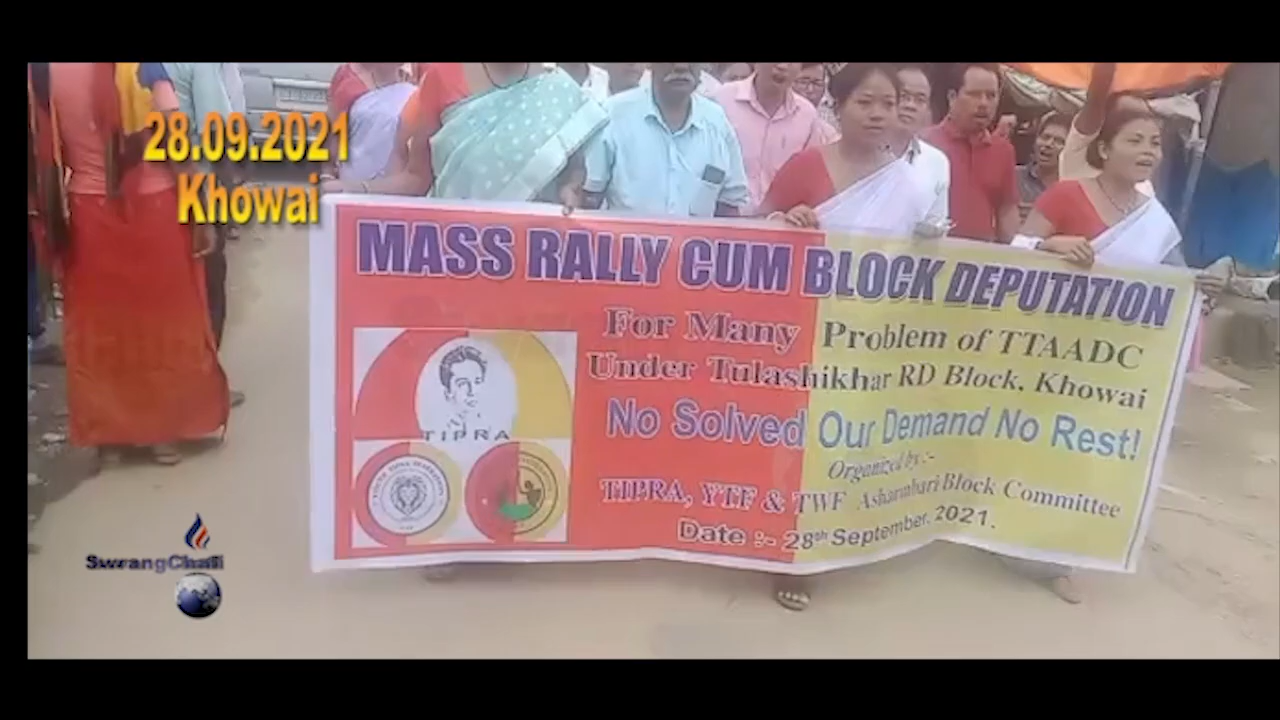 28.09.2021
Khowai
MASS RALLY CUM BLOCK DEPUTATION
For Many Problem of TTAADC
Under Tulashikhar RD Block, Khowai
No Solved Our Demand No Rest!
Organized by :-
TIPRA, YTF & TWF Asharambari Block Committee
Date :- 28th September, 2021.
TIPRA
SwrangChati